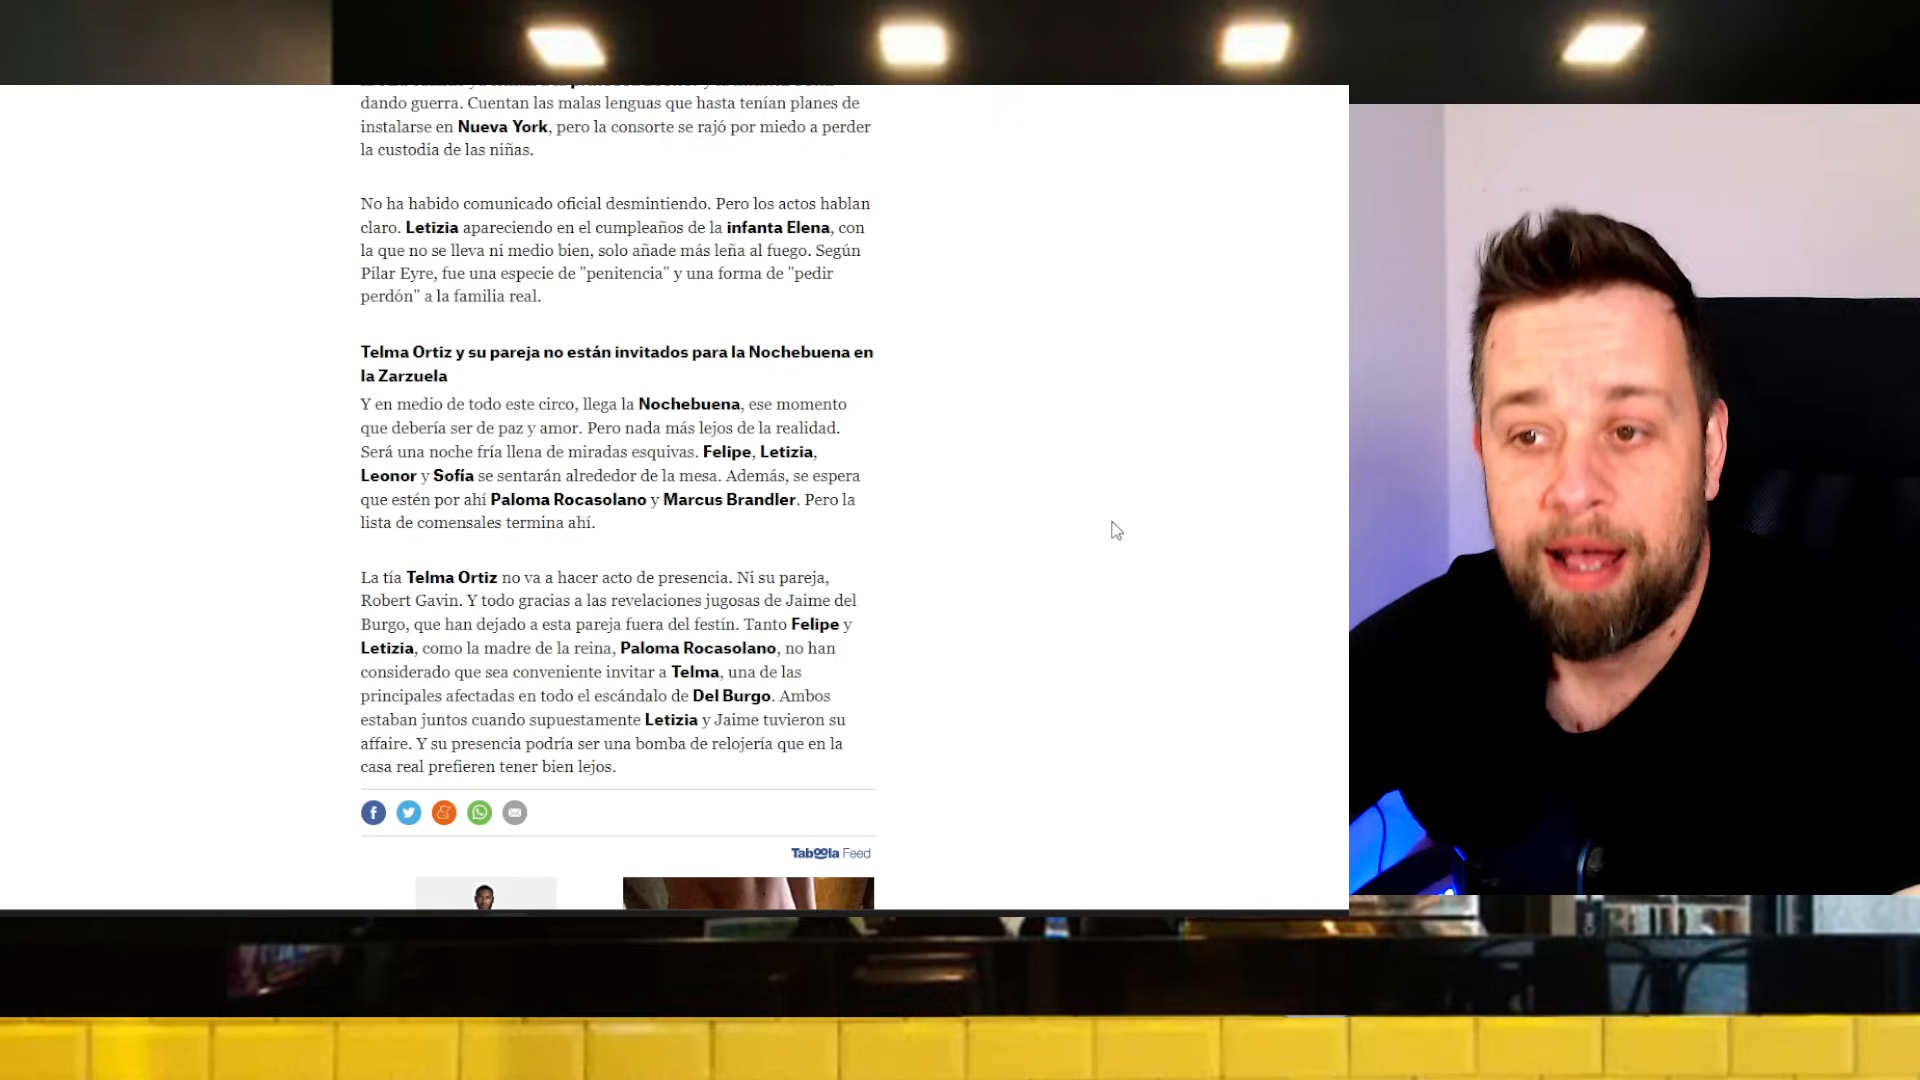 dando guerra. Cuentan las malas lenguas que hasta tenían planes de
instalarse en Nueva York, pero la consorte se rajó por miedo a perder
la custodia de las niñas.
No ha habido comunicado oficial desmintiendo. Pero los actos hablan
claro. Letizia apareciendo en el cumpleaños de la infanta Elena, con
la que no se lleva ni medio bien, solo añade más leña al fuego. Según
Pilar Eyre, fue una especie de "penitencia" y una forma de "pedir
perdón" a la familia real.
Telma Ortiz y su pareja no están invitados para la Nochebuena en
la Zarzuela
Y en medio de todo este circo, llega la Nochebuena, ese momento
que debería ser de paz y amor. Pero nada más lejos de la realidad.
Será una noche fría llena de miradas esquivas. Felipe, Letizia,
Leonor y Sofía se sentarán alrededor de la mesa. Además, se espera
que estén por ahí Paloma Rocasolano y Marcus Brandler. Pero la
lista de comensales termina ahí.
La tía Telma Ortiz no va a hacer acto de presencia. Ni su pareja,
Robert Gavin. Y todo gracias a las revelaciones jugosas de Jaime del
Burgo, que han dejado a esta pareja fuera del festín. Tanto Felipe y
Letizia, como la madre de la reina, Paloma Rocasolano, no han
considerado que sea conveniente invitar a Telma, una de las
principales afectadas en todo el escándalo de Del Burgo. Ambos
estaban juntos cuando supuestamente Letizia y Jaime tuvieron su
affaire. Y su presencia podría ser una bomba de relojería que en la
casa real prefieren tener bien lejos.
Taboola Feed